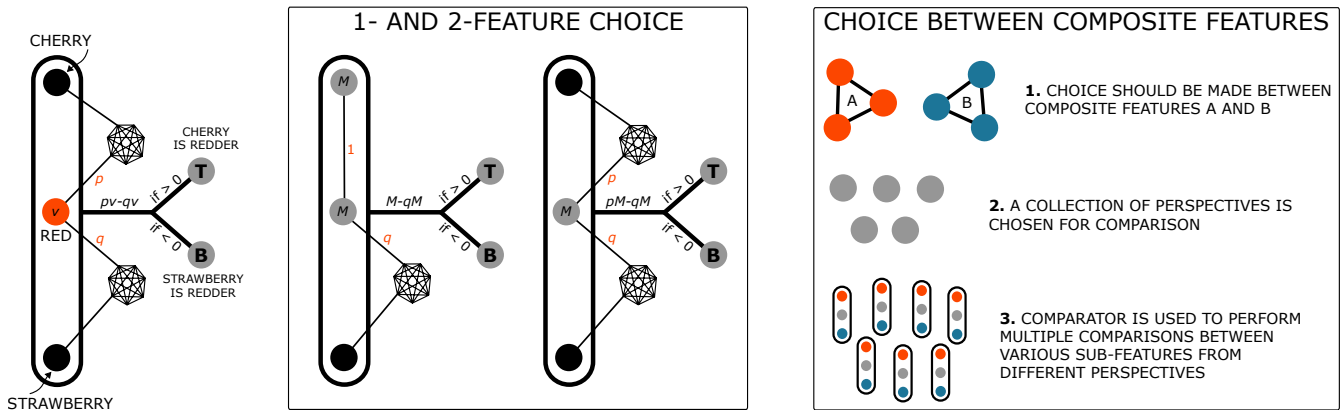 CHERRY
CHERRY
IS REDDER
T
p
if > 0
v
pv-qv
RED
if < 0
q
B
STRAWBERRY
IS REDDER
STRAWBERRY
1- AND 2-FEATURE CHOICE
M
1
T
if > 0
M
M-qM
if < 0
q
B
T
p
if > 0
M
pM-qM
if < 0
q
B
CHOICE BETWEEN COMPOSITE FEATURES
A
B
1. CHOICE SHOULD BE MADE BETWEEN
COMPOSITE FEATURES A AND B
2. A COLLECTION OF PERSPECTIVES IS
CHOSEN FOR COMPARISON
3. COMPARATOR IS USED TO PERFORM
MULTIPLE COMPARISONS BETWEEN
VARIOUS SUB-FEATURES FROM
DIFFERENT PERSPECTIVES